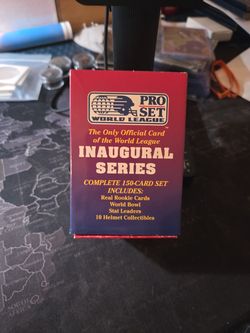 PRO
SET
WORLD LEAGUE
The Only Official Card
of the World League
INAUGURAL
SERIES
COMPLETE 150-CARD SET
INCLUDES:
Real Rookie Cards
World Bowl
Stat Leaders
10 Helmet Collectibles